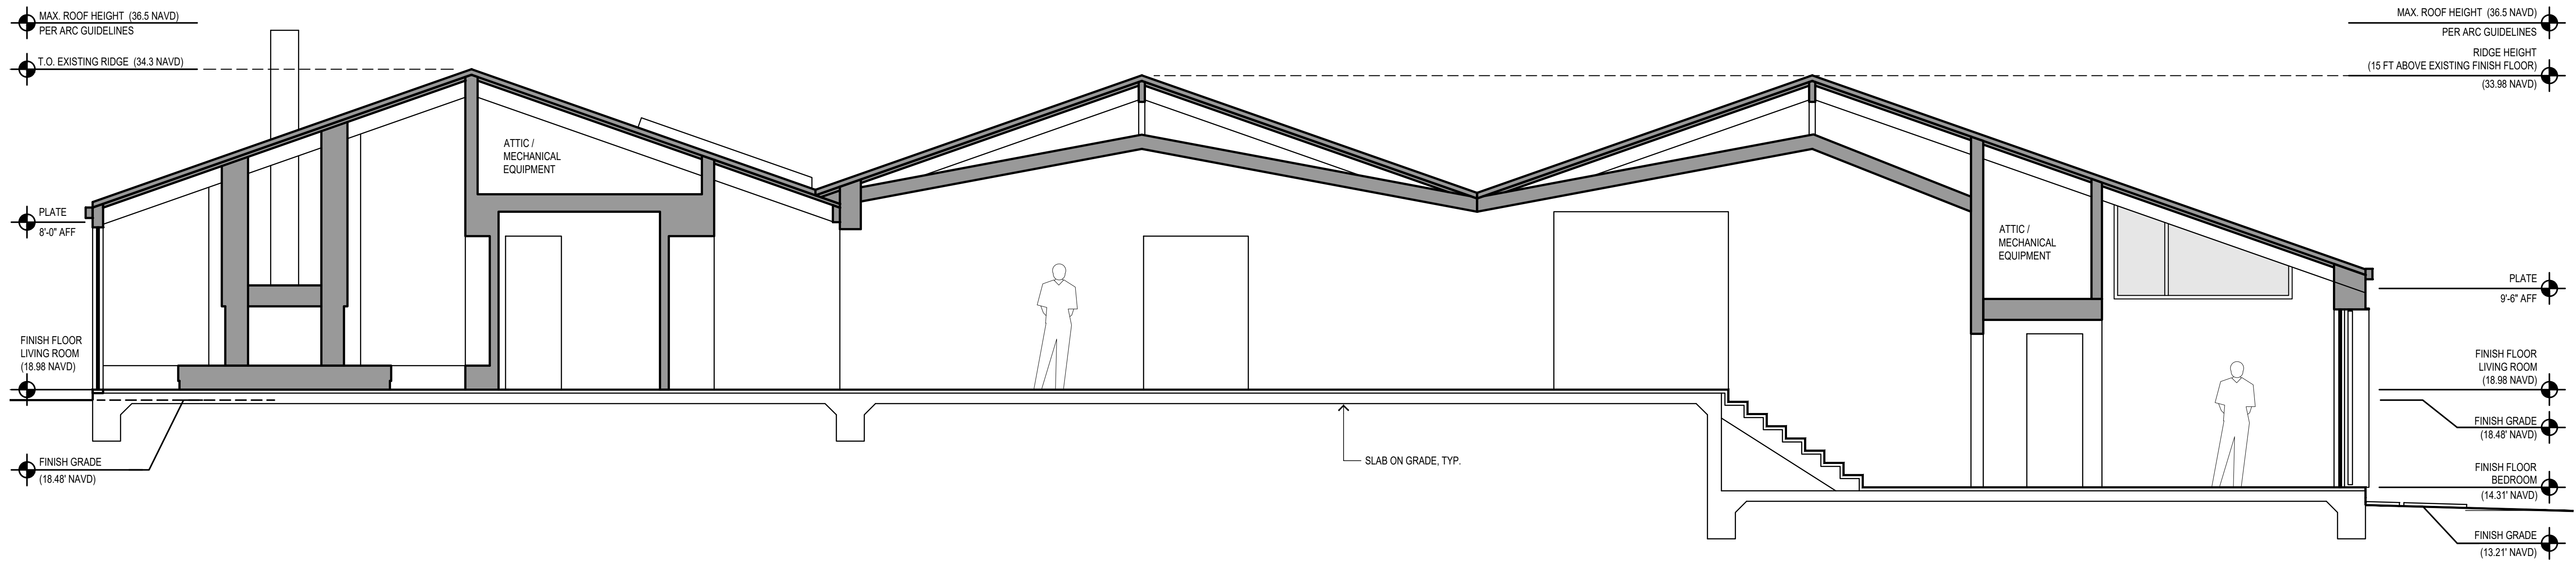 MAX. ROOF HEIGHT (36.5 NAVD)
PER ARC GUIDELINES
T.O. EXISTING RIDGE (34.3 NAVD)
PLATE
8'-0" AFF
FINISH FLOOR
LIVING ROOM
(18.98 NAVD)
FINISH GRADE
(18.48' NAVD)
ATTIC /
MECHANICAL
EQUIPMENT
SLAB ON GRADE, TYP.
ATTIC /
MECHANICAL
EQUIPMENT
MAX. ROOF HEIGHT (36.5 NAVD)
PER ARC GUIDELINES
RIDGE HEIGHT
(15 FT ABOVE EXISTING FINISH FLOOR)
(33.98 NAVD)
PLATE
9'-6" AFF
FINISH FLOOR
LIVING ROOM
(18.98 NAVD)
FINISH GRADE
(18.48' NAVD)
FINISH FLOOR
BEDROOM
(14.31' NAVD)
FINISH GRADE
(13.21' NAVD)